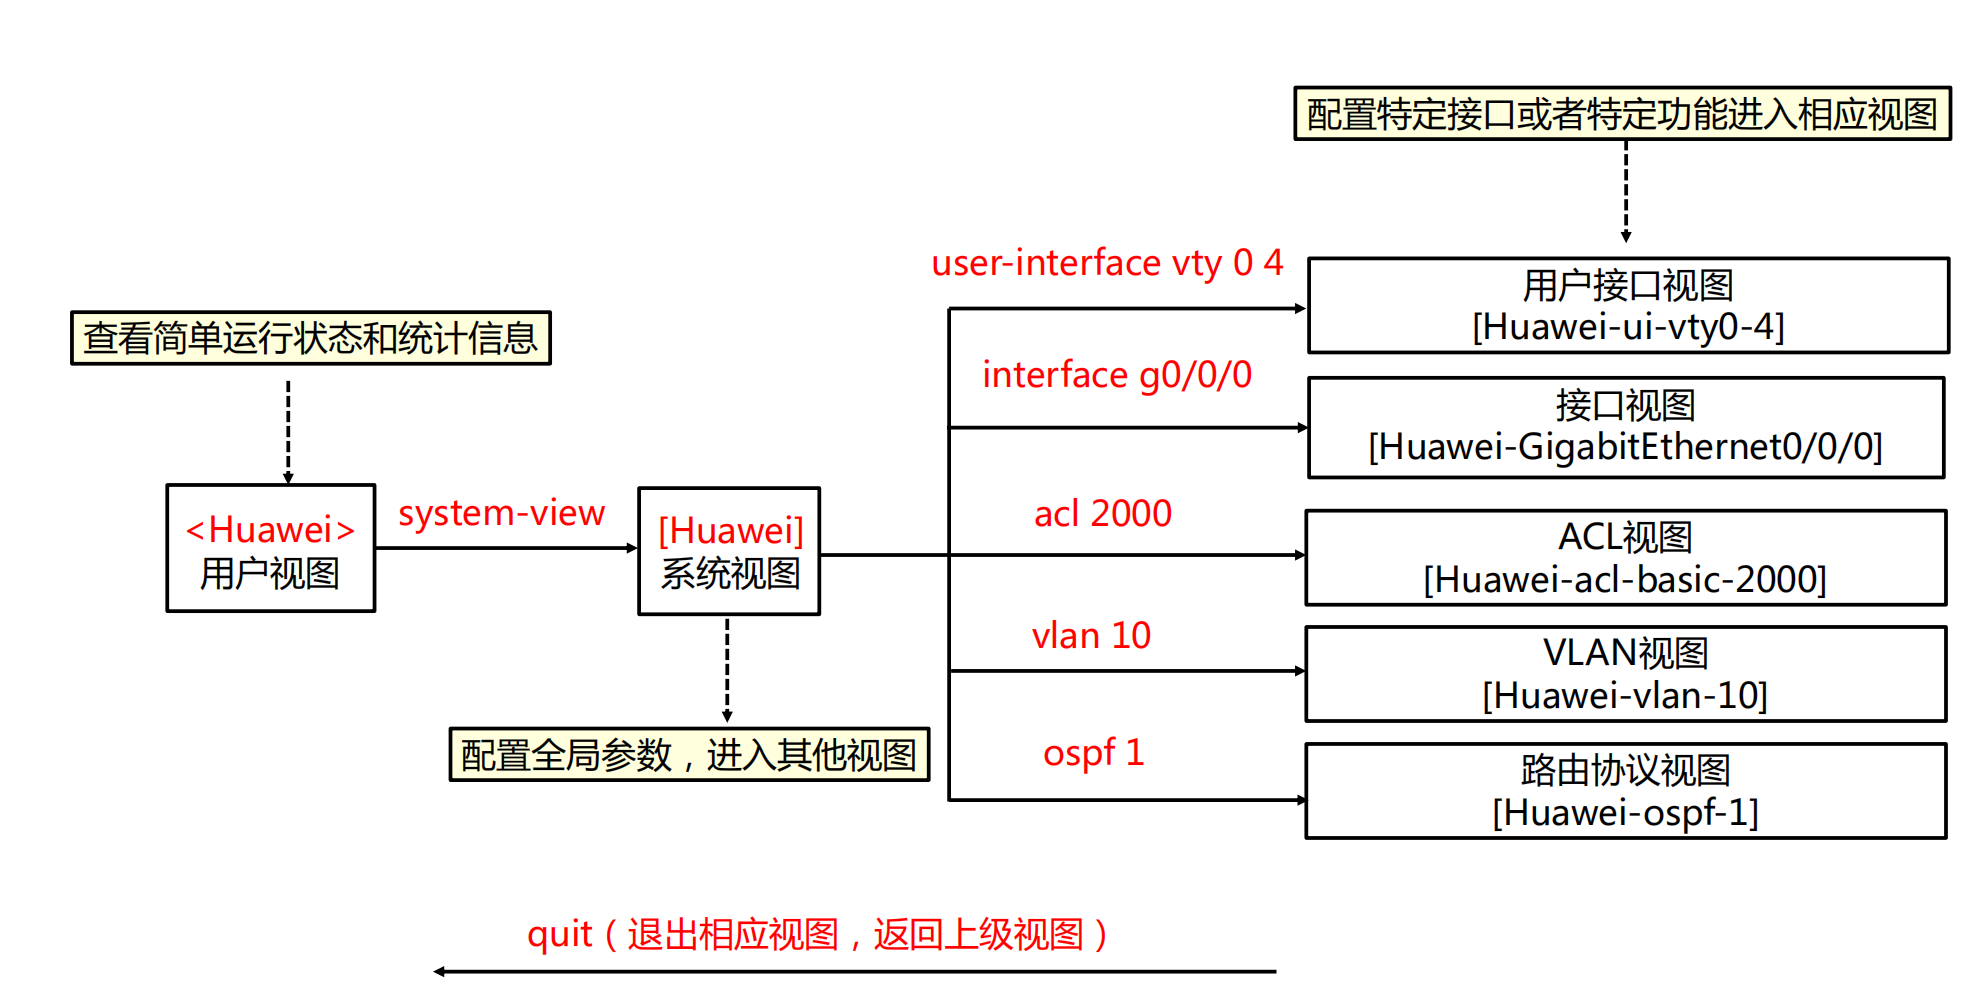 配置特定接口或者特定功能进入相应视图
user-interface vty 0 4
用户接口视图
[Huawei-ui-vty0-4]
查看简单运行状态和统计信息
interface g0/0/0
接口视图
[Huawei-GigabitEthernet0/0/0]
<Huawei>
用户视图
system-view
[Huawei]
系统视图
acl 2000
ACL视图
[Huawei-acl-basic-2000]
vlan 10
VLAN视图
[Huawei-vlan-10]
配置全局参数，进入其他视图
ospf 1
路由协议视图
[Huawei-ospf-1]
quit（退出相应视图，返回上级视图）